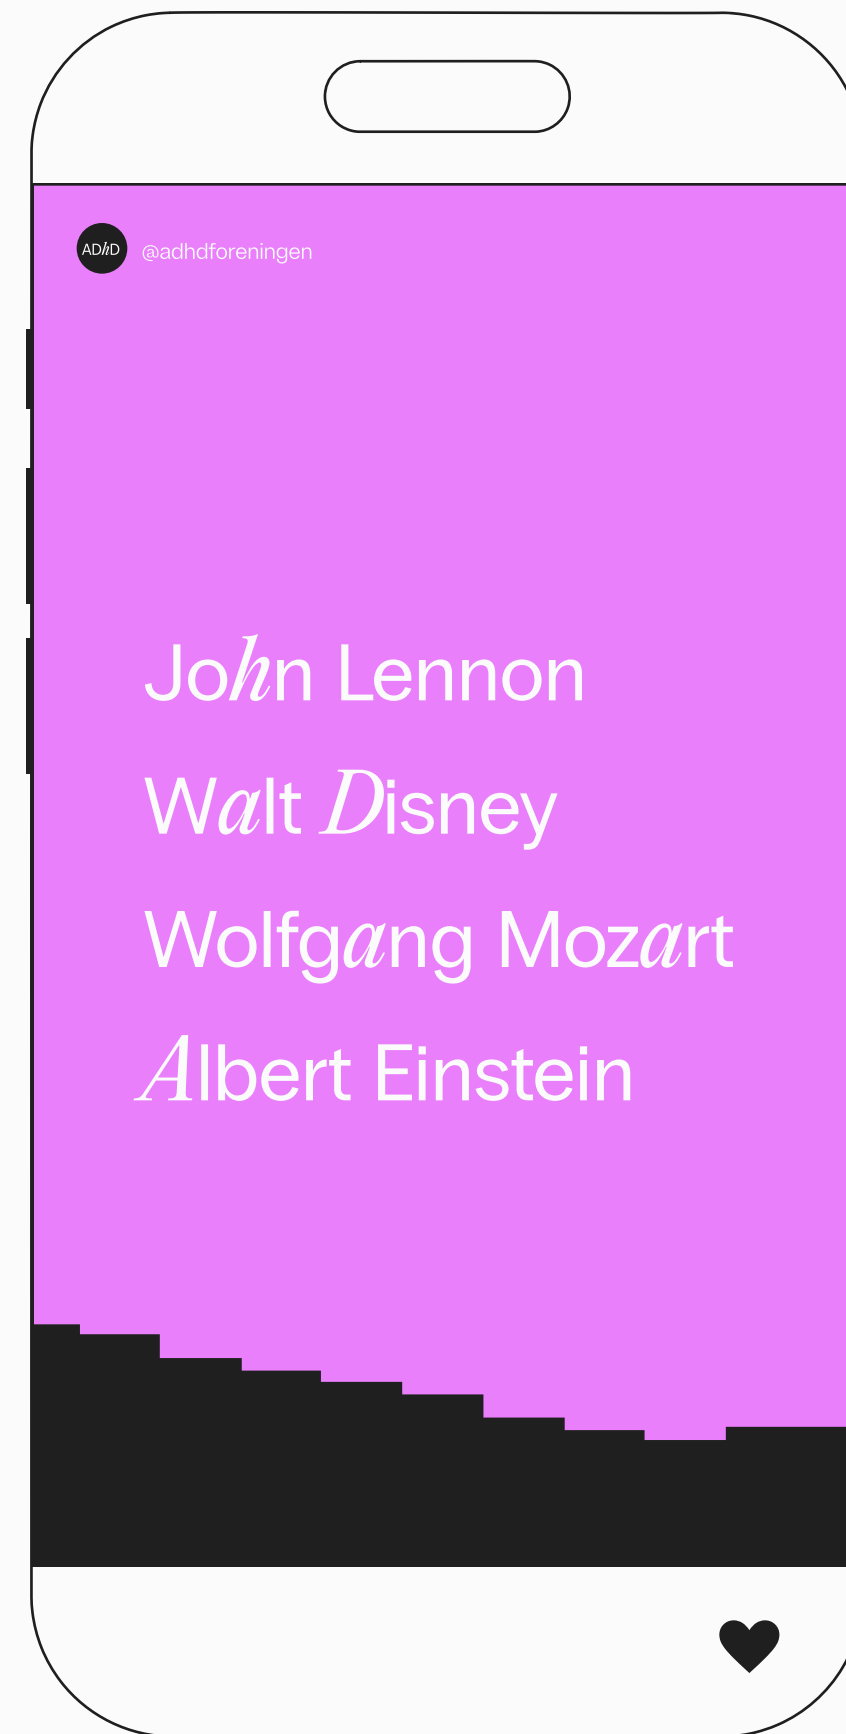 ADhD
@adhdforeningen
John Lennon
Walt Disney
Wolfgang Mozart
Albert Einstein